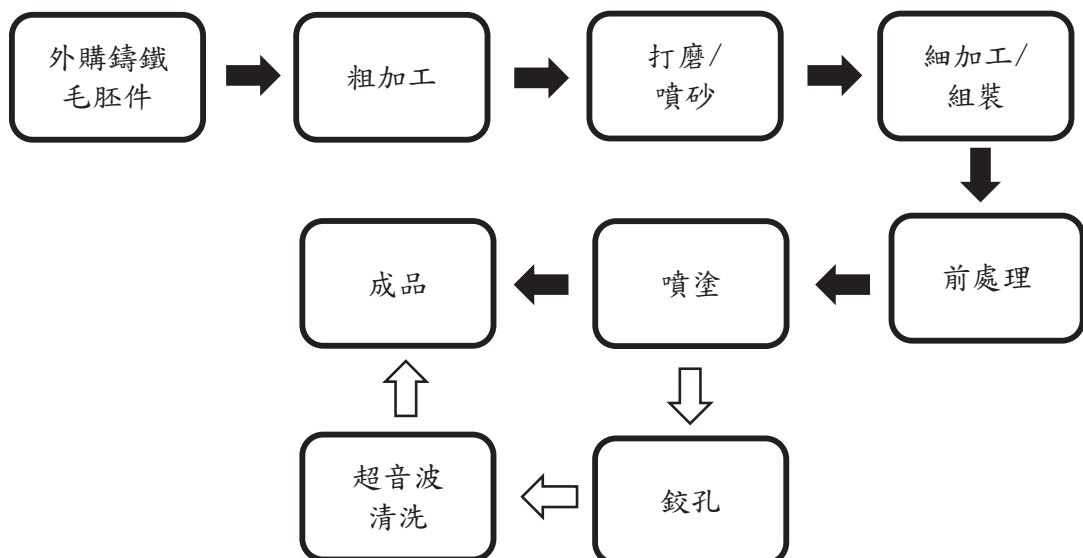 外購鑄鐵
毛胚件
粗加工
打磨/
噴砂
細加工/
組裝
前處理
噴塗
成品
鉸孔
超音波
清洗